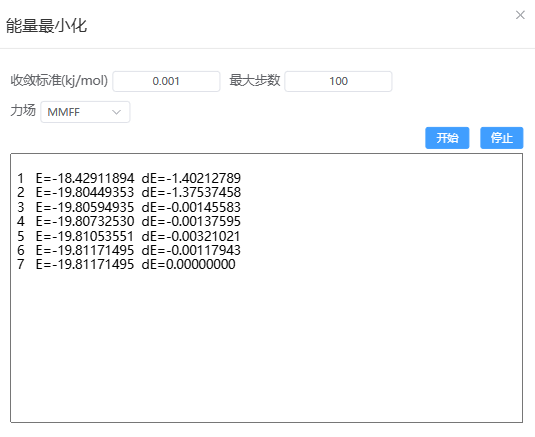 能量最小化
收敛标准(kj/mol) 0.001 最大步数 100
力场 MMFF
开始 停止
1 E=-18.42911894 dE=-1.40212789
2 E=-19.80449353 dE=-1.37537458
3 E=-19.80594935 dE=-0.00145583
4 E=-19.80732530 dE=-0.00137595
5 E=-19.81053551 dE=-0.00321021
6 E=-19.81171495 dE=-0.00117943
7 E=-19.81171495 dE=0.00000000